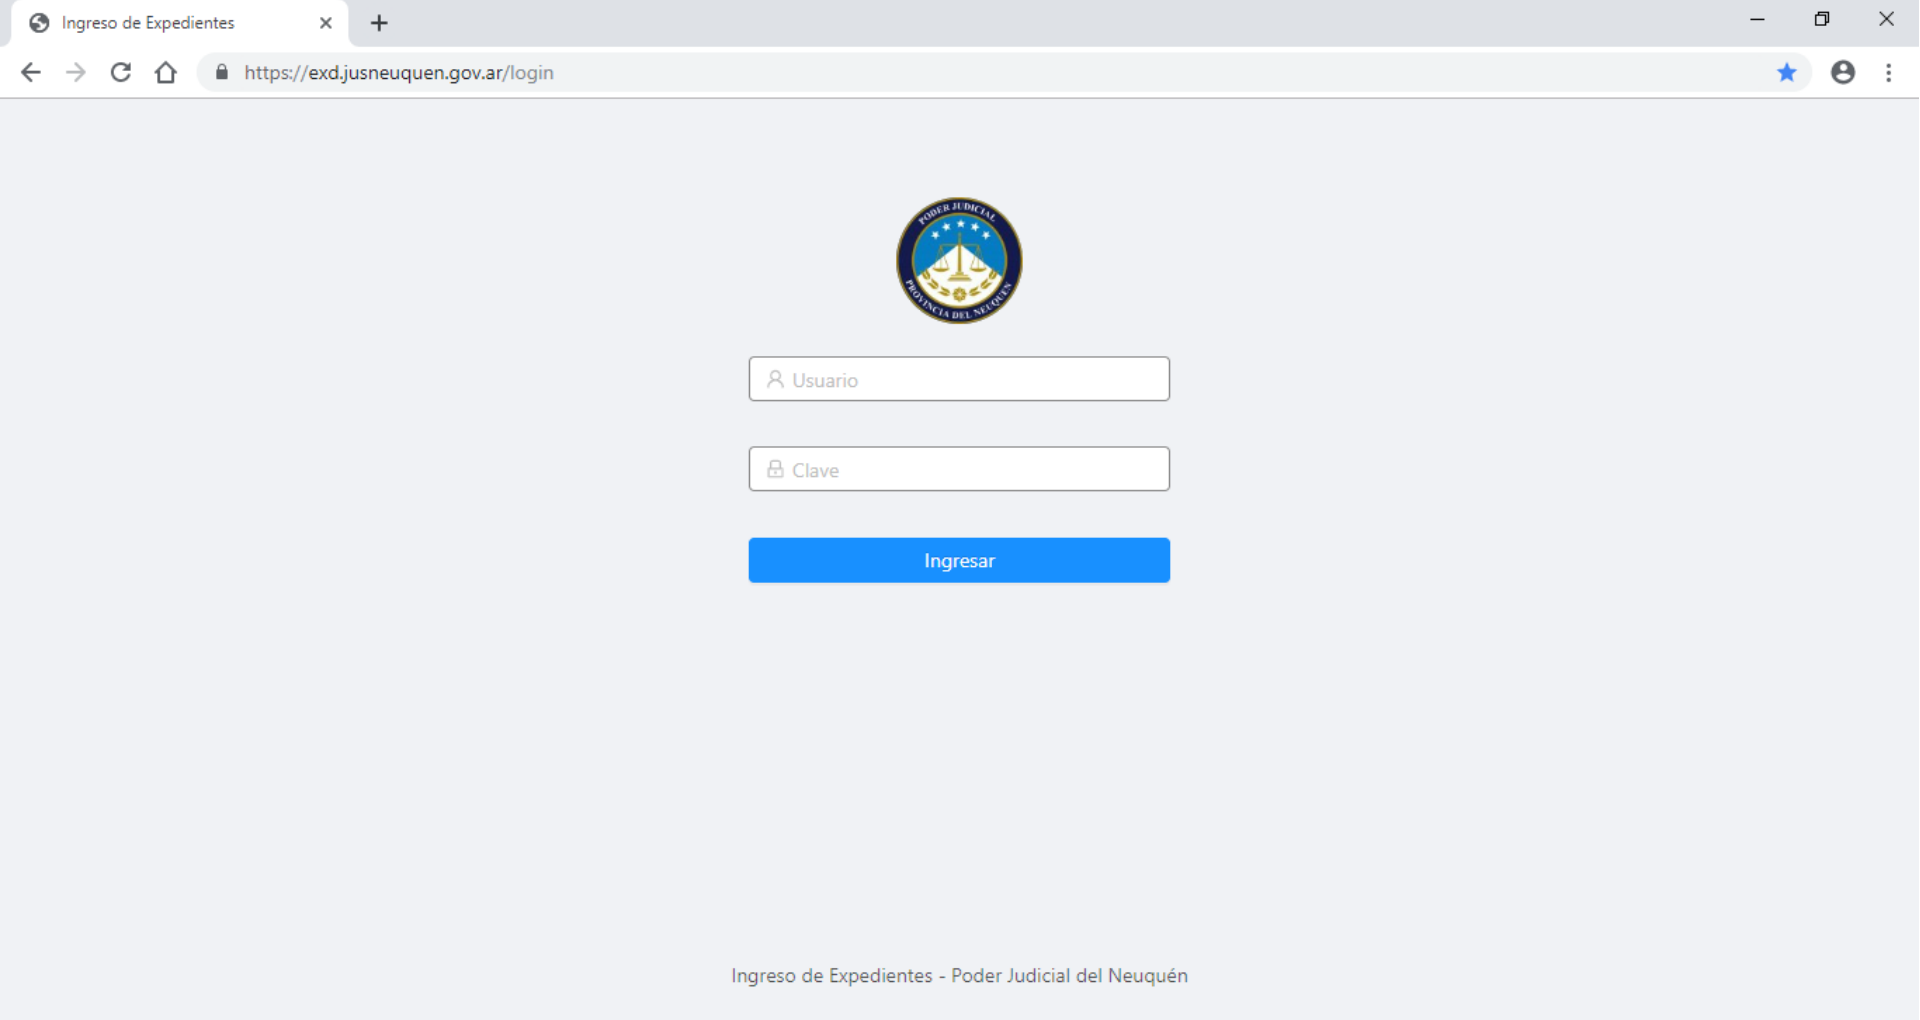 Ingreso de Expedientes
https://exd.jusneuquen.gov.ar/login
PODER JUDICIAL
PROVINCIA DEL NEUQUEN
Usuario
Clave
Ingresar
Ingreso de Expedientes - Poder Judicial del Neuquén